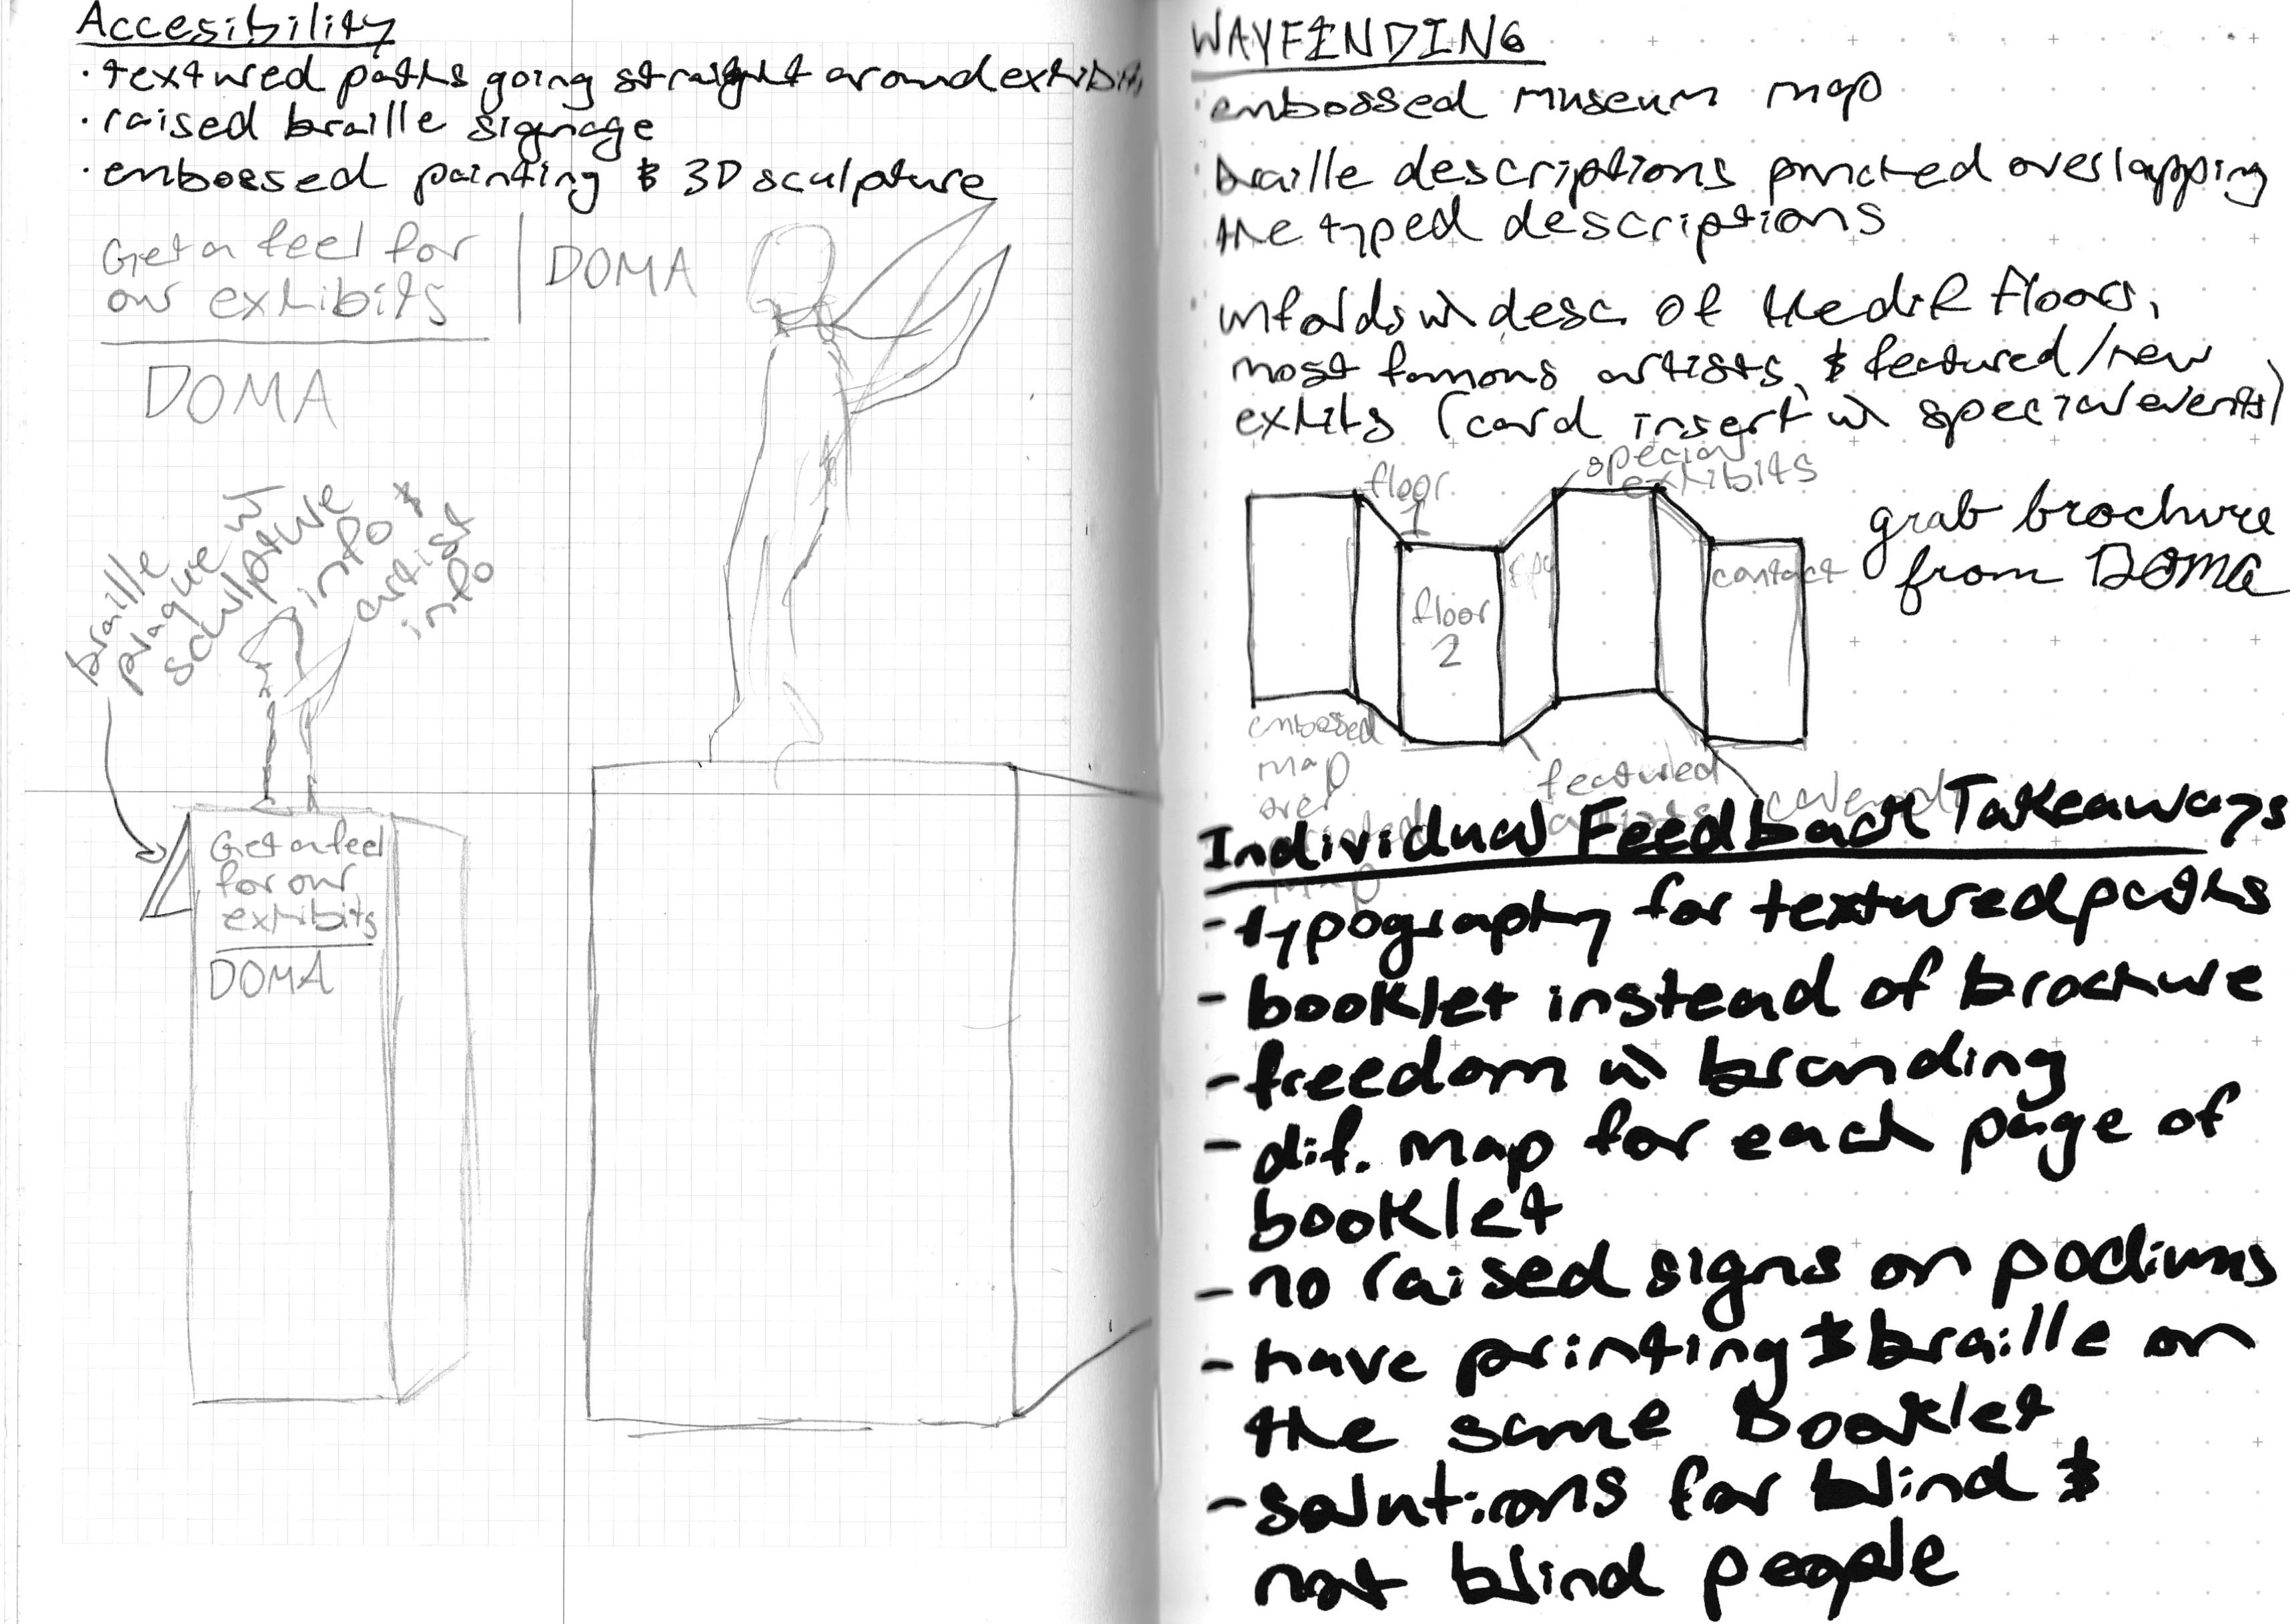 Accesibility
· textured paths going straight around exhibits
· raised braille signage
· embossed painting & 3D sculpture
Get a feel for
our exhibits
DOMA
DOMA
braille
plaque w
sculpture
info &
artist
info
Get a feel
for our
exhibits
DOMA
WAYFINDING
· embossed museum map
· braille descriptions punched overlapping
the typed descriptions
· unfolds w desc. of the dif floors,
most famous artists, & featured/new
exhits (card insert w special events)
floor
1
special
exhibits
floor
2
contact
grab brochure
from DOMA
embossed
map
over
printed
map
featured
artists
Individual Feedback Takeaways
- typography for textured paths
- booklet instead of brochure
- freedom w branding
- dif. map for each page of
booklet
- no raised signs on podiums
- have printing & braille on
the same booklet
- solutions for blind &
not blind people